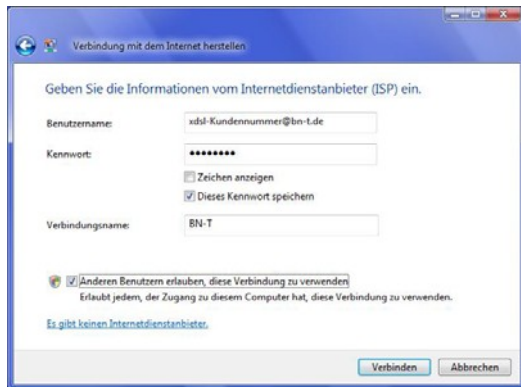 Verbindung mit dem Internet herstellen
Geben Sie die Informationen vom Internetdienstanbieter (ISP) ein.
Benutzername:
xdsl-Kundennummer@bn-t.de
Kennwort:
●●●●●●●●
Zeichen anzeigen
Dieses Kennwort speichern
Verbindungsname:
BN-T
Anderen Benutzern erlauben, diese Verbindung zu verwenden
Erlaubt jedem, der Zugang zu diesem Computer hat, diese Verbindung zu verwenden.
Es gibt keinen Internetdienstanbieter.
Verbinden
Abbrechen